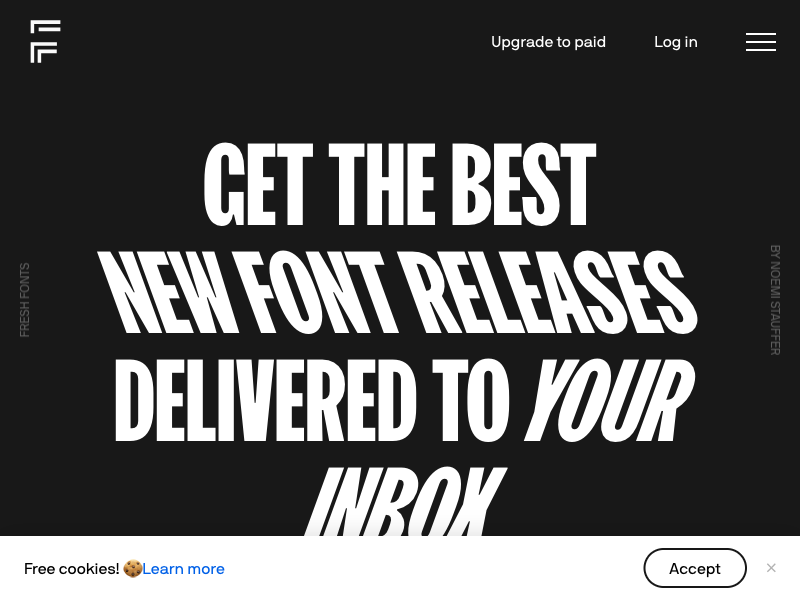 Upgrade to paid
Log in
GET THE BEST
NEW FONT RELEASES
DELIVERED TO YOUR
INBOX
FRESH FONTS
BY NOEMI STAUFFER
Free cookies! 🍪Learn more
Accept
×